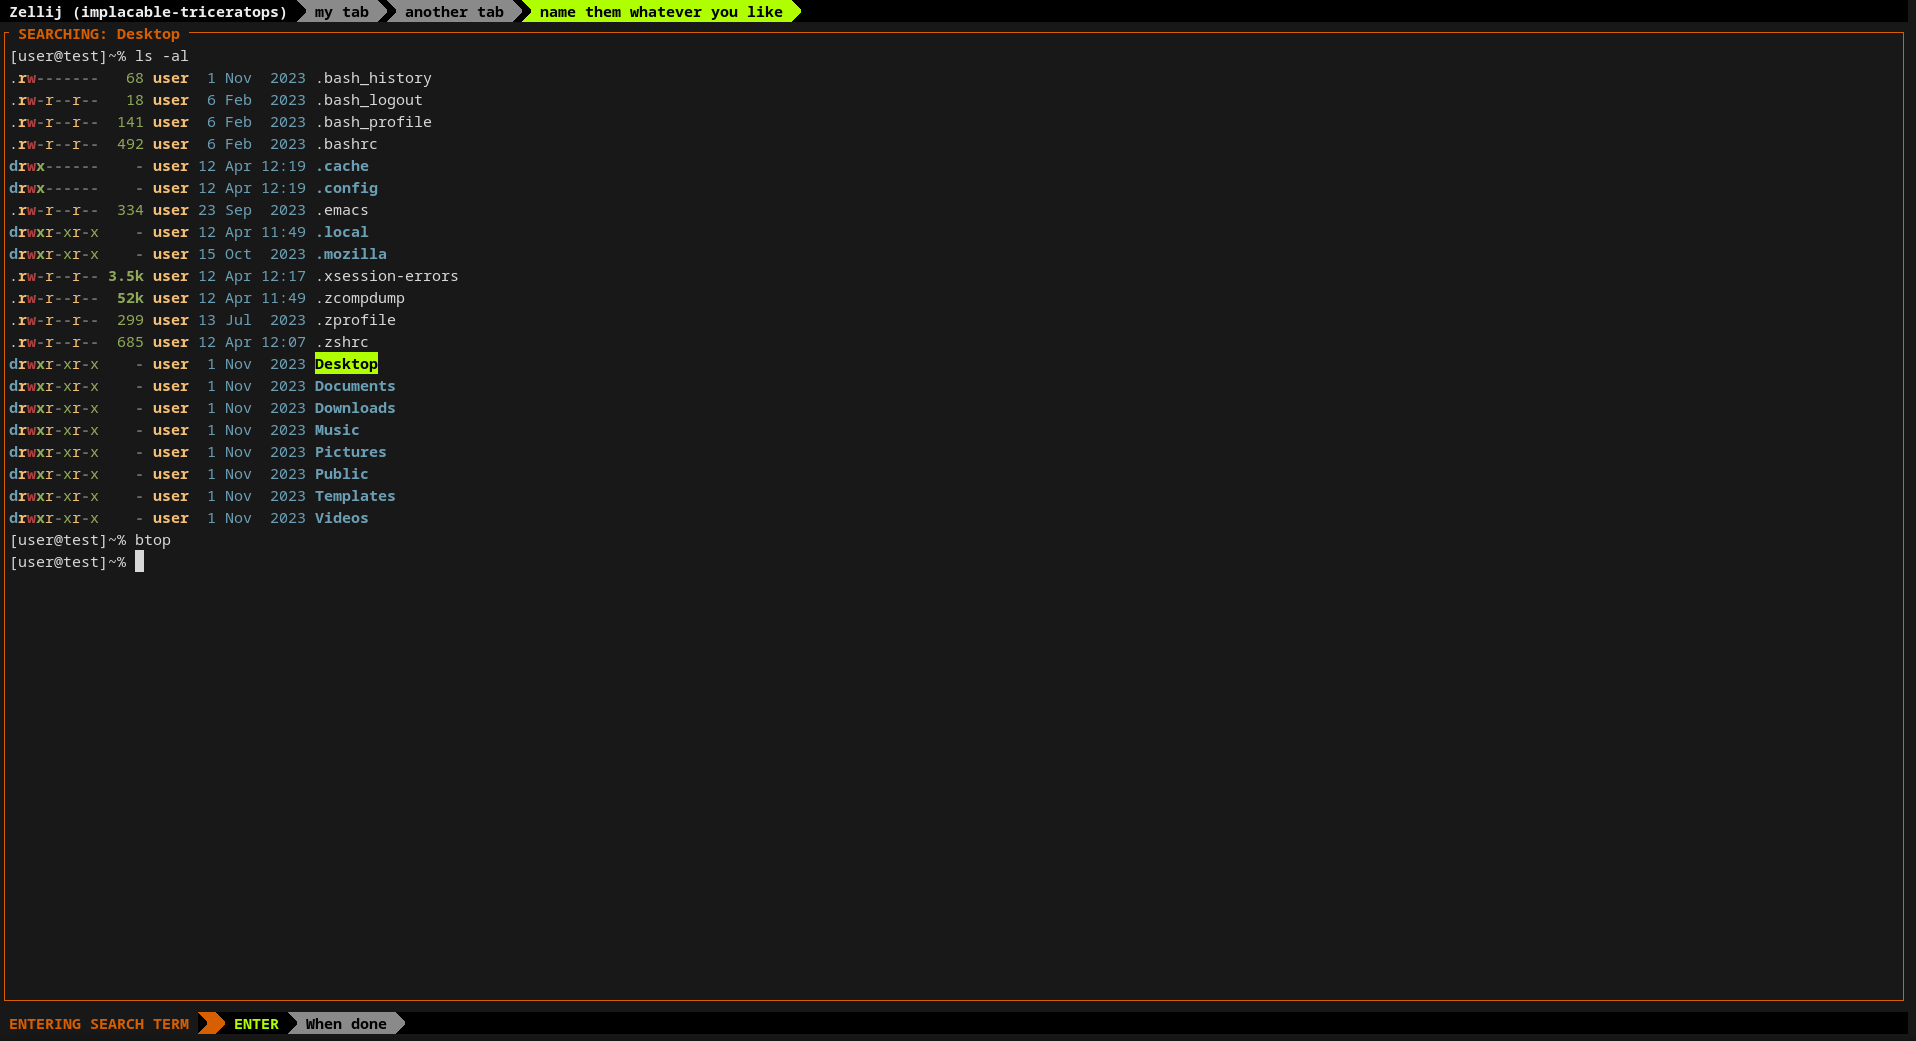 Zellij (implacable-triceratops) my tab another tab name them whatever you like
SEARCHING: Desktop
[user@test]~% ls -al
.rw------- 68 user 1 Nov 2023 .bash_history
.rw-r--r-- 18 user 6 Feb 2023 .bash_logout
.rw-r--r-- 141 user 6 Feb 2023 .bash_profile
.rw-r--r-- 492 user 6 Feb 2023 .bashrc
drwx------ - user 12 Apr 12:19 .cache
drwx------ - user 12 Apr 12:19 .config
.rw-r--r-- 334 user 23 Sep 2023 .emacs
drwxr-xr-x - user 12 Apr 11:49 .local
drwxr-xr-x - user 15 Oct 2023 .mozilla
.rw-r--r-- 3.5k user 12 Apr 12:17 .xsession-errors
.rw-r--r-- 52k user 12 Apr 11:49 .zcompdump
.rw-r--r-- 299 user 13 Jul 2023 .zprofile
.rw-r--r-- 685 user 12 Apr 12:07 .zshrc
drwxr-xr-x - user 1 Nov 2023 Desktop
drwxr-xr-x - user 1 Nov 2023 Documents
drwxr-xr-x - user 1 Nov 2023 Downloads
drwxr-xr-x - user 1 Nov 2023 Music
drwxr-xr-x - user 1 Nov 2023 Pictures
drwxr-xr-x - user 1 Nov 2023 Public
drwxr-xr-x - user 1 Nov 2023 Templates
drwxr-xr-x - user 1 Nov 2023 Videos
[user@test]~% btop
[user@test]~%
ENTERING SEARCH TERM ENTER When done